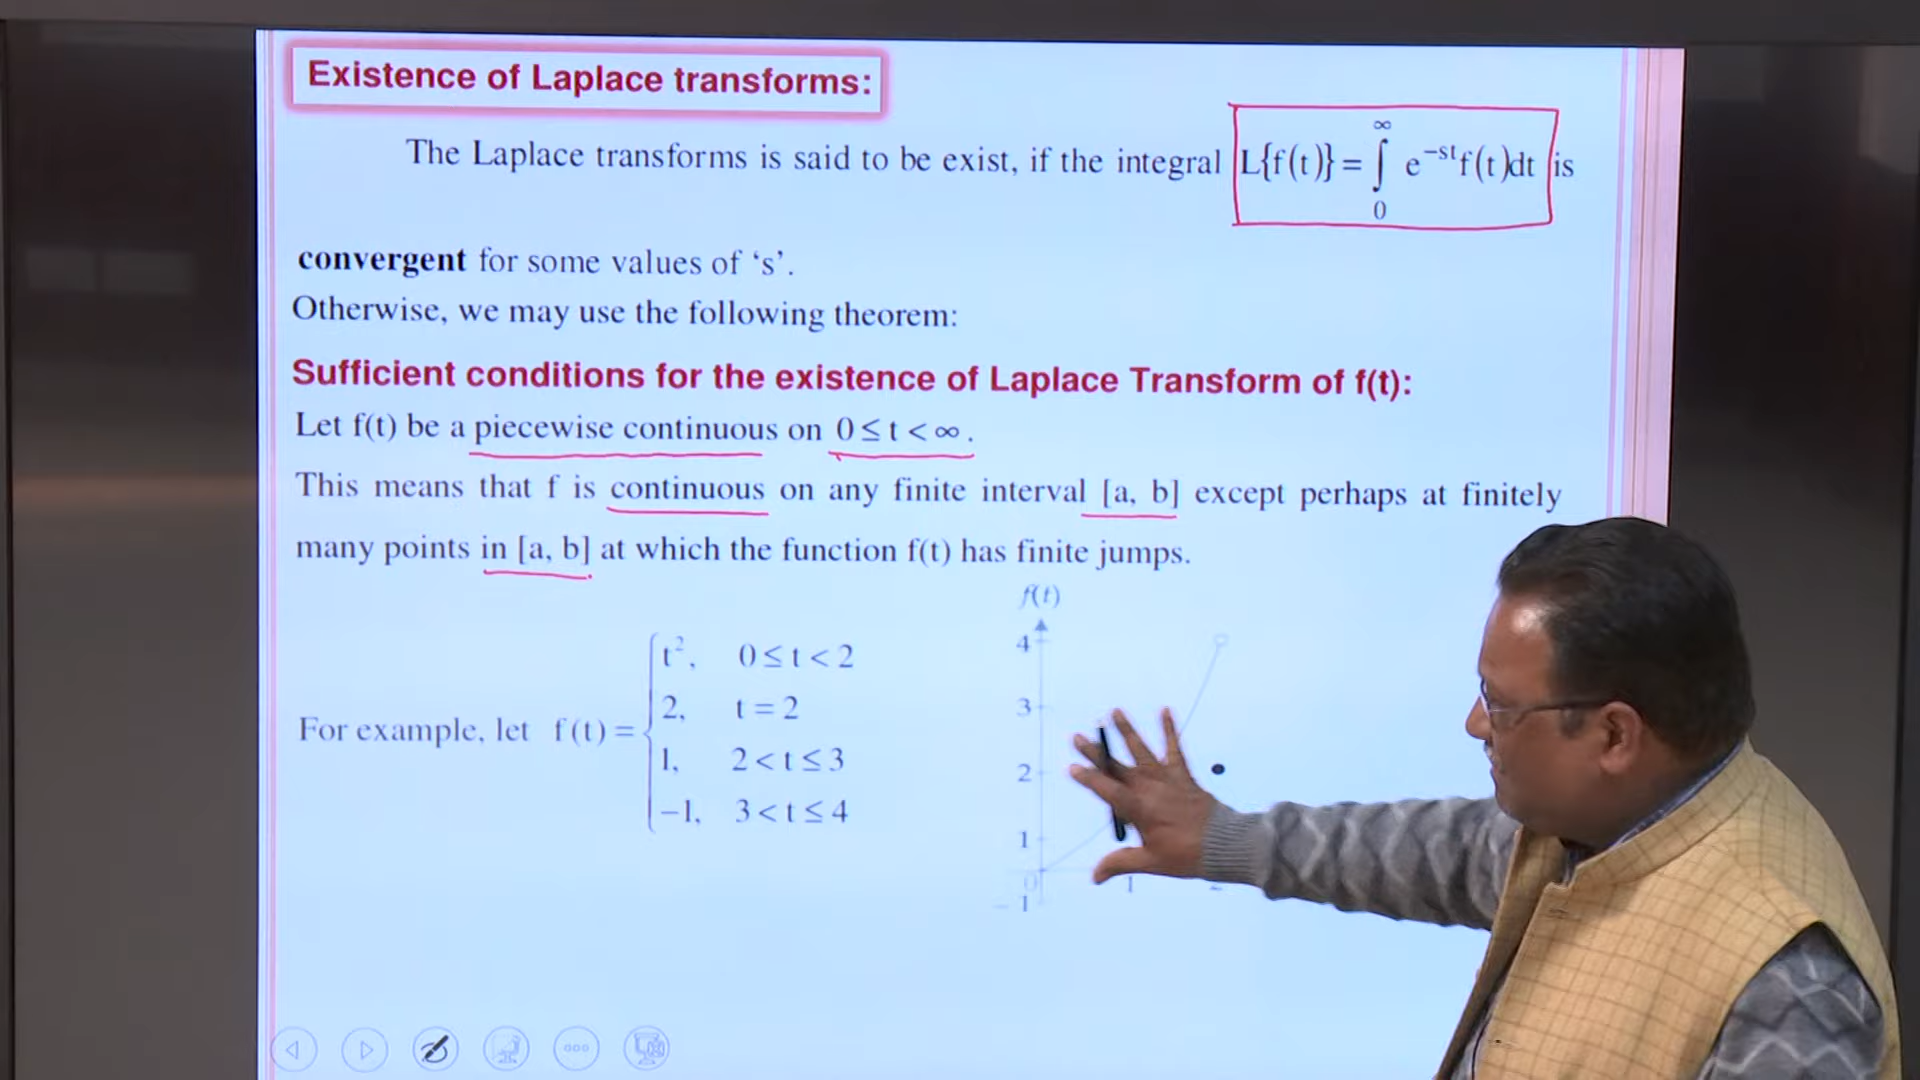 Existence of Laplace transforms:
The Laplace transforms is said to be exist, if the integral L{f(t)} = ∫₀^∞ e^{−st} f(t)dt is
convergent for some values of ‘s’.
Otherwise, we may use the following theorem:
Sufficient conditions for the existence of Laplace Transform of f(t):
Let f(t) be a piecewise continuous on 0 ≤ t < ∞.
This means that f is continuous on any finite interval [a, b] except perhaps at finitely
many points in [a, b] at which the function f(t) has finite jumps.
For example, let f(t) =
t², 0 ≤ t < 2
2, t = 2
1, 2 < t ≤ 3
−1, 3 < t ≤ 4
f(t)
4
3
2
1
0 1
−1